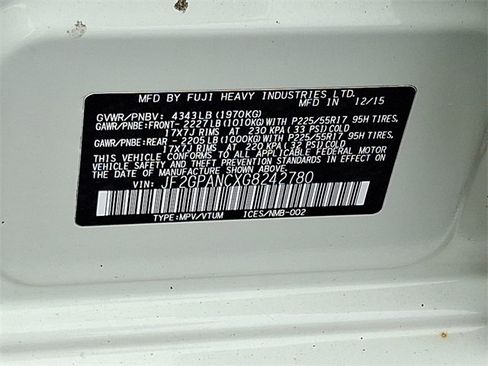 MFD BY FUJI HEAVY INDUSTRIES LTD.
MFD IN 12/15
GVWR/PNBV: 4343LB(1970KG)
GAWR/PNBE:FRONT-2227LB(1010KG)WITH P225/55R17 95H TIRES,
17X7J RIMS AT 230 KPA(33 PSI)COLD
GAWR/PNBE:REAR -2205LB(1000KG)WITH P225/55R17 95H TIRES,
17X7J RIMS AT 220 KPA(32 PSI)COLD
THIS VEHICLE CONFORMS TO ALL APPLICABLE FEDERAL MOTOR
VEHICLE SAFETY STANDARDS IN EFFECT ON
THE DATE OF MANUFACTURE SHOWN ABOVE.
VIN: JF2GPANCXG8242780
TYPE:MPV/VTUM ICES/NMB-002